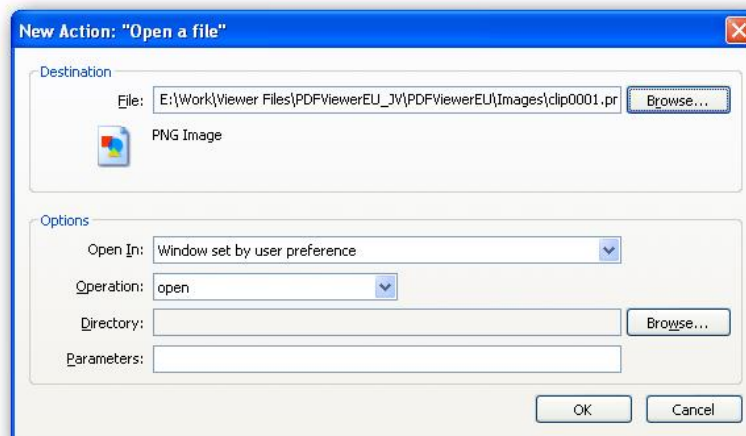 New Action: "Open a file"
Destination
File: E:\Work\Viewer Files\PDFViewerEU_JV\PDFViewerEU\Images\clip0001.pr Browse...
PNG Image
Options
Open In: Window set by user preference
Operation: open
Directory: Browse...
Parameters:
OK Cancel